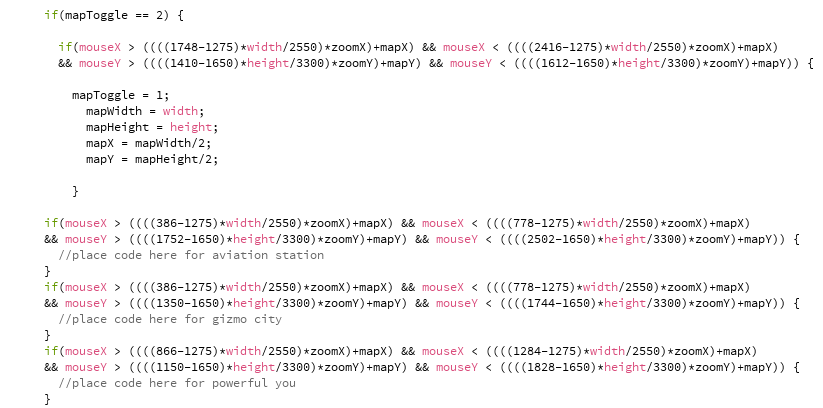 if(mapToggle == 2) {
if(mouseX > ((((1748-1275)*width/2550)*zoomX)+mapX) && mouseX < ((((2416-1275)*width/2550)*zoomX)+mapX)
&& mouseY > ((((1410-1650)*height/3300)*zoomY)+mapY) && mouseY < ((((1612-1650)*height/3300)*zoomY)+mapY)) {
mapToggle = 1;
mapWidth = width;
mapHeight = height;
mapX = mapWidth/2;
mapY = mapHeight/2;
}
if(mouseX > ((((386-1275)*width/2550)*zoomX)+mapX) && mouseX < ((((778-1275)*width/2550)*zoomX)+mapX)
&& mouseY > ((((1752-1650)*height/3300)*zoomY)+mapY) && mouseY < ((((2502-1650)*height/3300)*zoomY)+mapY)) {
//place code here for aviation station
}
if(mouseX > ((((386-1275)*width/2550)*zoomX)+mapX) && mouseX < ((((778-1275)*width/2550)*zoomX)+mapX)
&& mouseY > ((((1350-1650)*height/3300)*zoomY)+mapY) && mouseY < ((((1744-1650)*height/3300)*zoomY)+mapY)) {
//place code here for gizmo city
}
if(mouseX > ((((866-1275)*width/2550)*zoomX)+mapX) && mouseX < ((((1284-1275)*width/2550)*zoomX)+mapX)
&& mouseY > ((((1150-1650)*height/3300)*zoomY)+mapY) && mouseY < ((((1828-1650)*height/3300)*zoomY)+mapY)) {
//place code here for powerful you
}